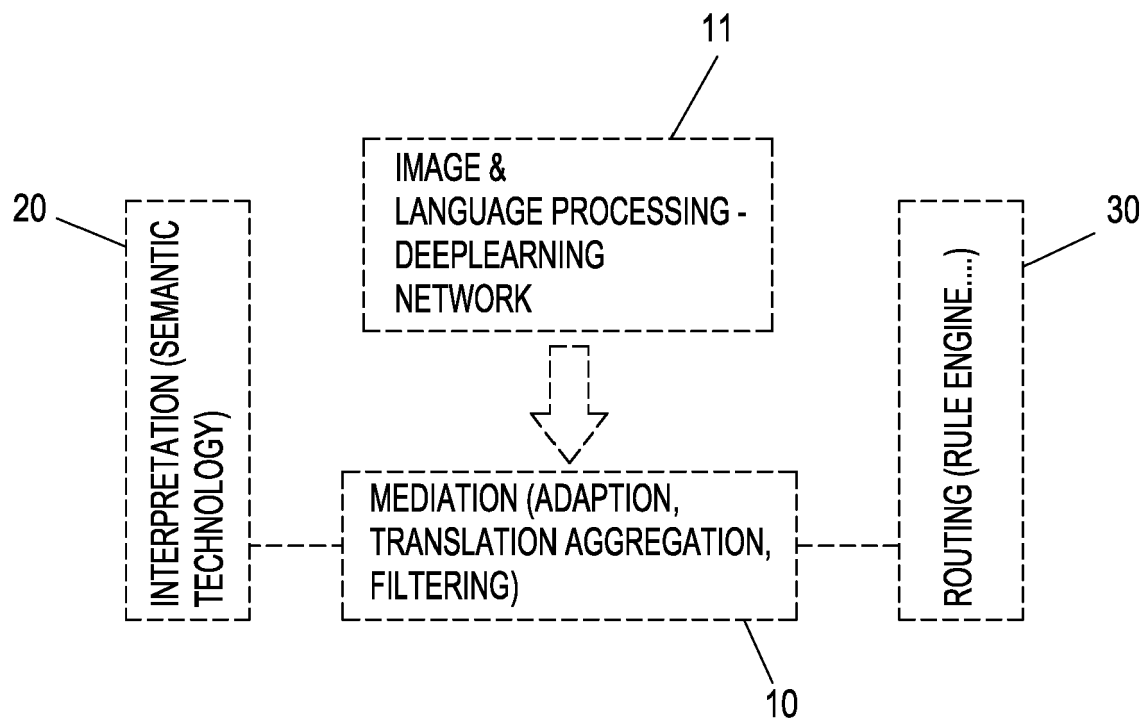 11
IMAGE &
LANGUAGE PROCESSING -
DEEPLEARNING
NETWORK
20
INTERPRETATION (SEMANTIC
TECHNOLOGY)
30
ROUTING (RULE ENGINE....)
MEDIATION (ADAPTION,
TRANSLATION AGGREGATION,
FILTERING)
10